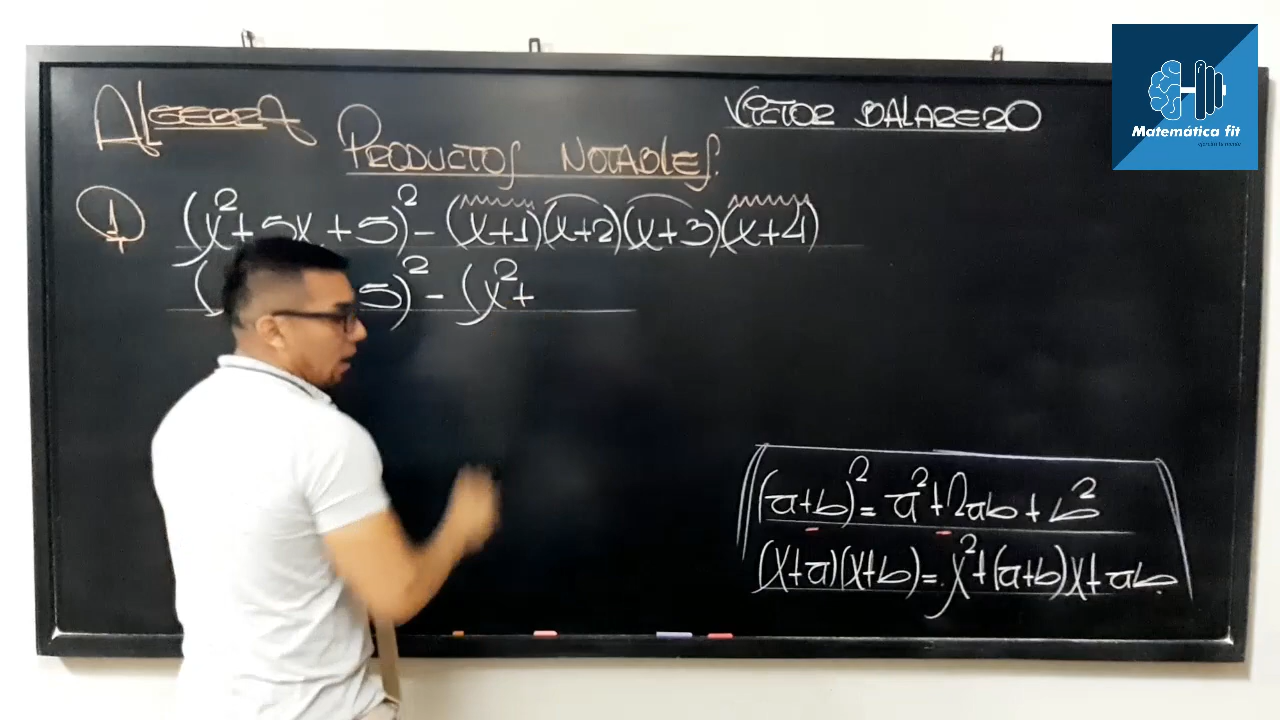 ALGEBRA
VICTOR BALAREZO
PRODUCTOS NOTABLES.
Matemática fit
1 (x²+5x+5)² - (x+1)(x+2)(x+3)(x+4)
( 5)² - (x²+
(a+b)² = a²+2ab + b²
(x+a)(x+b) = x²+(a+b)x+ab